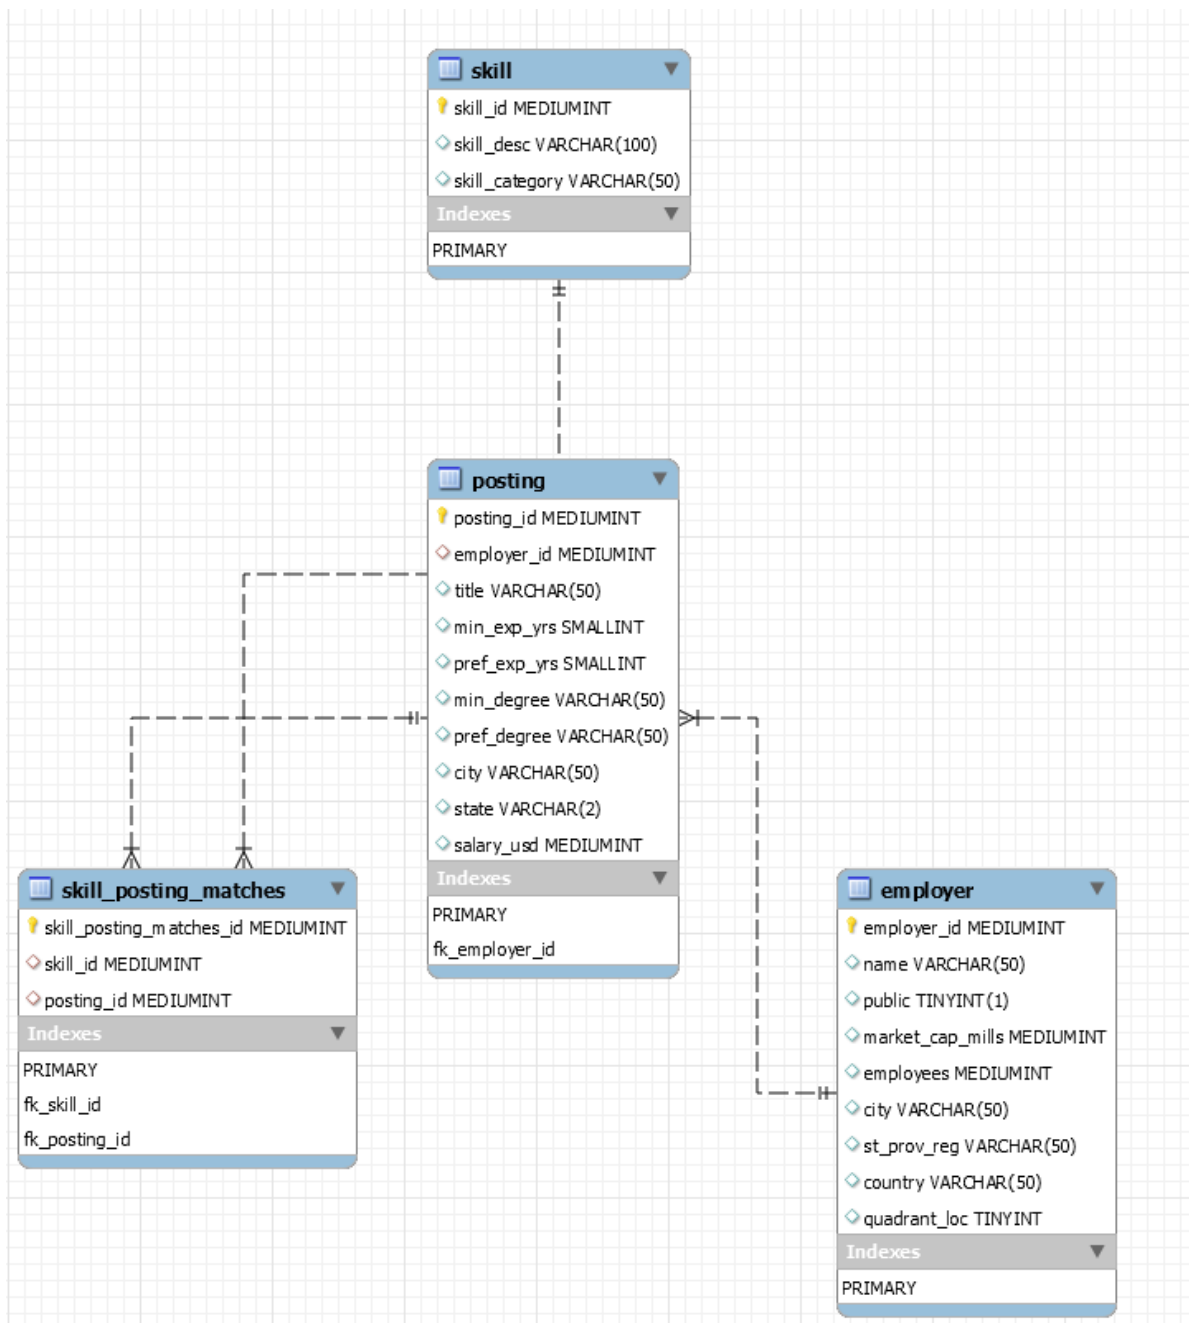 skill
skill_id MEDIUMINT
skill_desc VARCHAR(100)
skill_category VARCHAR(50)
Indexes
PRIMARY
posting
posting_id MEDIUMINT
employer_id MEDIUMINT
title VARCHAR(50)
min_exp_yrs SMALLINT
pref_exp_yrs SMALLINT
min_degree VARCHAR(50)
pref_degree VARCHAR(50)
city VARCHAR(50)
state VARCHAR(2)
salary_usd MEDIUMINT
Indexes
PRIMARY
fk_employer_id
skill_posting_matches
skill_posting_matches_id MEDIUMINT
skill_id MEDIUMINT
posting_id MEDIUMINT
Indexes
PRIMARY
fk_skill_id
fk_posting_id
employer
employer_id MEDIUMINT
name VARCHAR(50)
public TINYINT(1)
market_cap_mills MEDIUMINT
employees MEDIUMINT
city VARCHAR(50)
st_prov_reg VARCHAR(50)
country VARCHAR(50)
quadrant_loc TINYINT
Indexes
PRIMARY